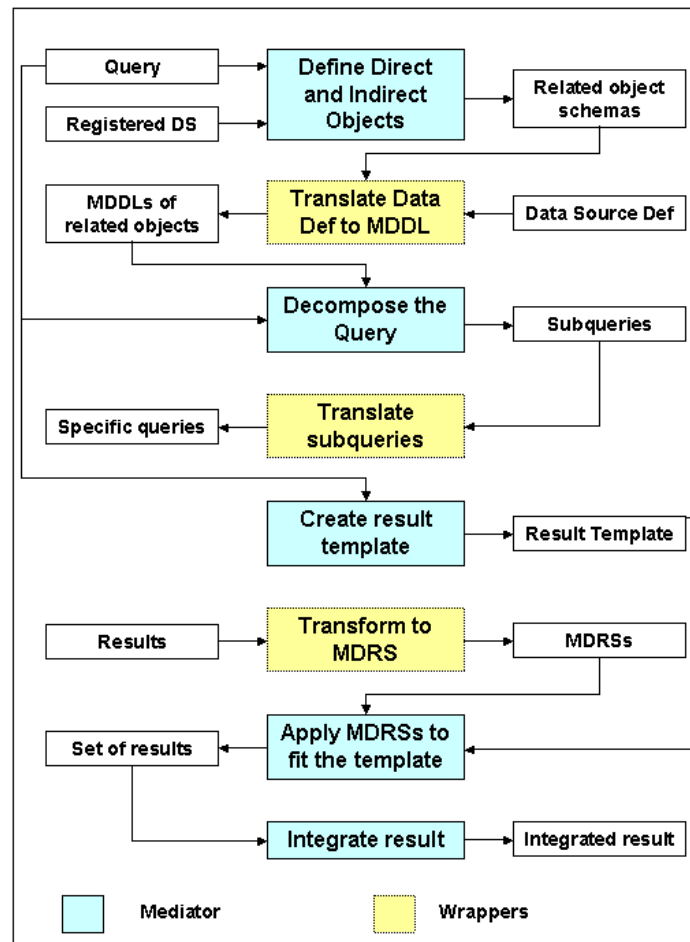 Query
Define Direct
and Indirect
Objects
Related object
schemas
Registered DS
MDDLs of
related objects
Translate Data
Def to MDDL
Data Source Def
Decompose the
Query
Subqueries
Specific queries
Translate
subqueries
Create result
template
Result Template
Results
Transform to
MDRS
MDRSs
Set of results
Apply MDRSs to
fit the template
Integrate result
Integrated result
Mediator
Wrappers